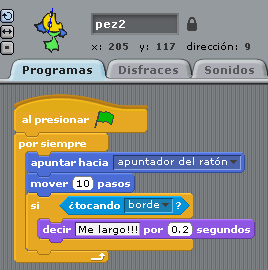 pez2
x: 205 y: 117 dirección: 9
Programas Disfraces Sonidos
al presionar
por siempre
apuntar hacia apuntador del ratón
mover 10 pasos
si ¿tocando borde ?
decir Me largo!!! por 0.2 segundos